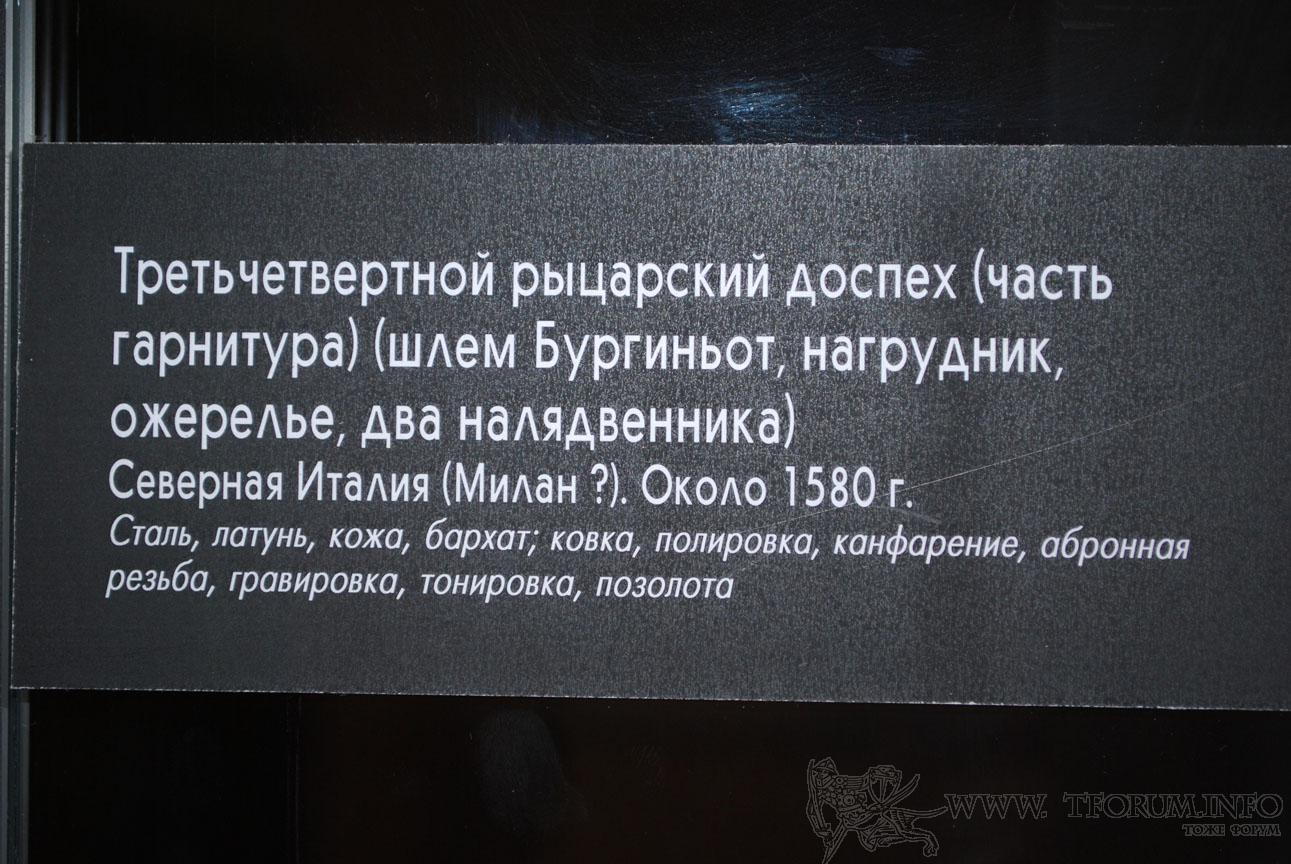 Третьчетвертной рыцарский доспех (часть
гарнитура) (шлем Бургиньот, нагрудник,
ожерелье, два налядвенника)
Северная Италия (Милан ?). Около 1580 г.
Сталь, латунь, кожа, бархат; ковка, полировка, канфарение, абронная
резьба, гравировка, тонировка, позолота
WWW. TFORUM.INFO
ТОЖЕ ФОРУМ